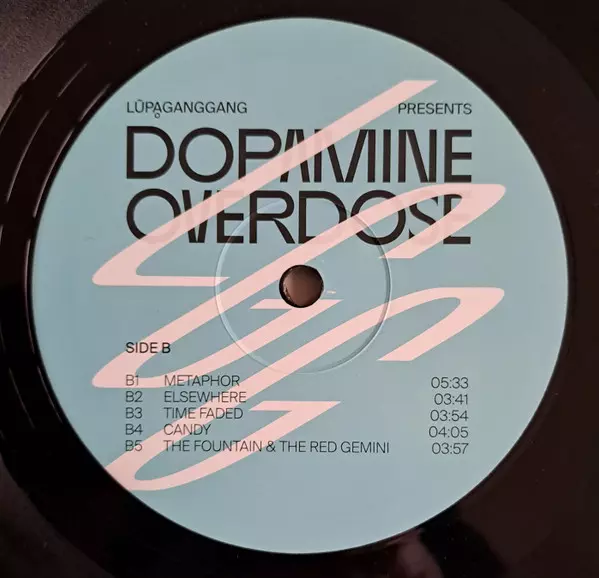 LŪPĄGANGGANG PRESENTS
DOPAMINE
OVERDOSE
SIDE B
B1 METAPHOR 05:33
B2 ELSEWHERE 03:41
B3 TIME FADED 03:54
B4 CANDY 04:05
B5 THE FOUNTAIN & THE RED GEMINI 03:57